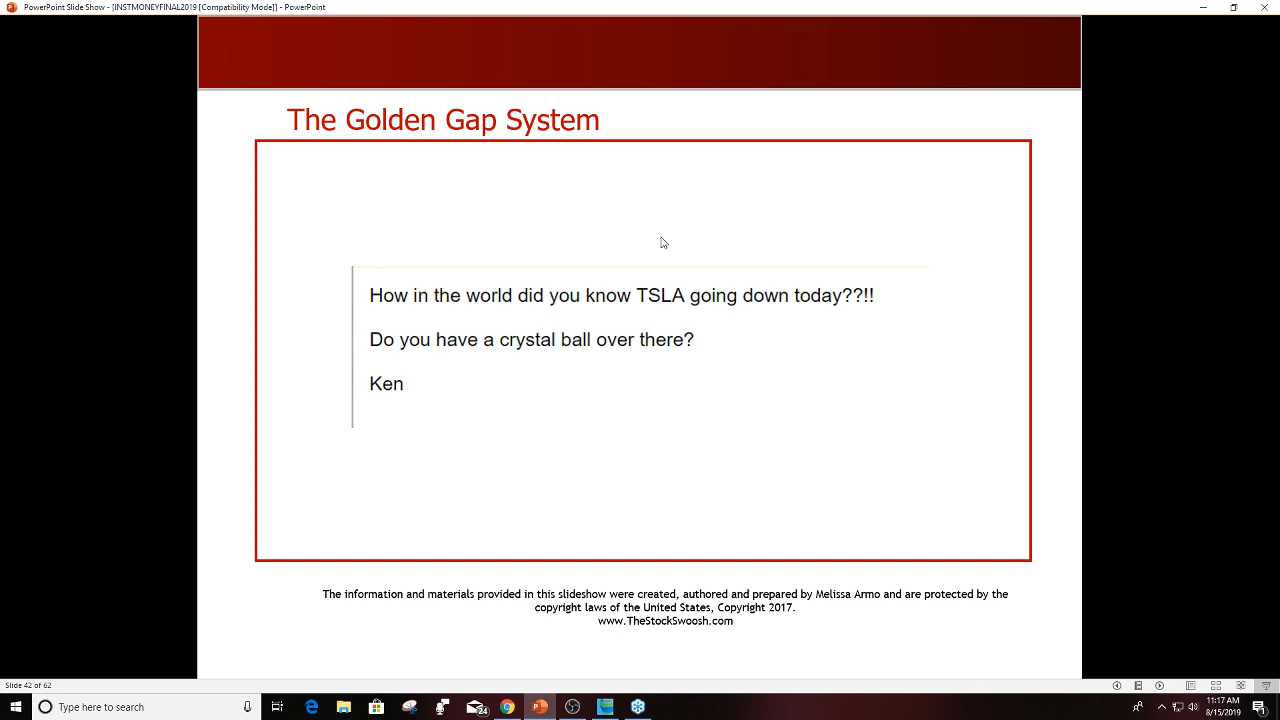 PowerPoint Slide Show - [INSTMONEYFINAL2019 [Compatibility Mode]] - PowerPoint
The Golden Gap System
How in the world did you know TSLA going down today??!!
Do you have a crystal ball over there?
Ken
The information and materials provided in this slideshow were created, authored and prepared by Melissa Armo and are protected by the
copyright laws of the United States, Copyright 2017.
www.TheStockSwoosh.com
Slide 42 of 62
Type here to search
24
11:17 AM
8/15/2019
1